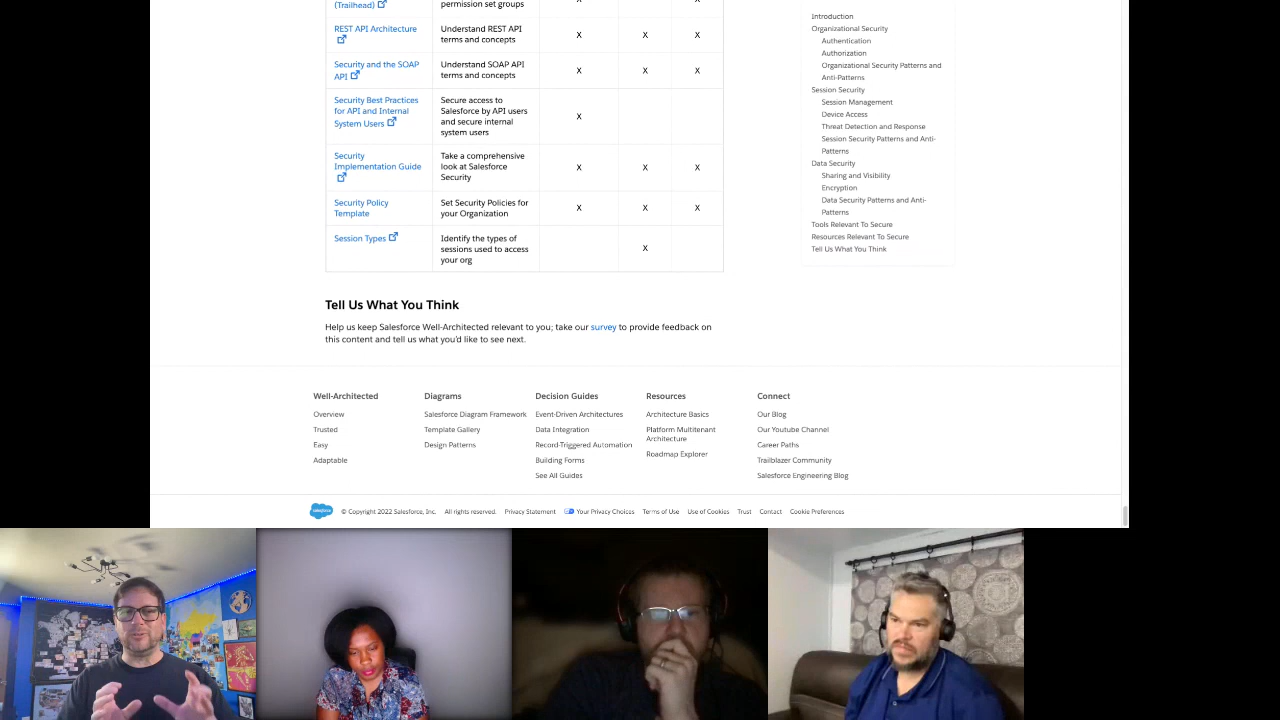 (Trailhead)
permission set groups
X X
REST API Architecture
Understand REST API
terms and concepts
X X X
Security and the SOAP
API
Understand SOAP API
terms and concepts
X X X
Security Best Practices
for API and Internal
System Users
Secure access to
Salesforce by API users
and secure internal
system users
X
Security
Implementation Guide
Take a comprehensive
look at Salesforce
Security
X X X
Security Policy
Template
Set Security Policies for
your Organization
X X X
Session Types
Identify the types of
sessions used to access
your org
X
Introduction
Organizational Security
Authentication
Authorization
Organizational Security Patterns and
Anti-Patterns
Session Security
Session Management
Device Access
Threat Detection and Response
Session Security Patterns and Anti-
Patterns
Data Security
Sharing and Visibility
Encryption
Data Security Patterns and Anti-
Patterns
Tools Relevant To Secure
Resources Relevant To Secure
Tell Us What You Think
Tell Us What You Think
Help us keep Salesforce Well-Architected relevant to you; take our survey to provide feedback on
this content and tell us what you'd like to see next.
Well-Architected
Overview
Trusted
Easy
Adaptable
Diagrams
Salesforce Diagram Framework
Template Gallery
Design Patterns
Decision Guides
Event-Driven Architectures
Data Integration
Record-Triggered Automation
Building Forms
See All Guides
Resources
Architecture Basics
Platform Multitenant
Architecture
Roadmap Explorer
Connect
Our Blog
Our Youtube Channel
Career Paths
Trailblazer Community
Salesforce Engineering Blog
salesforce © Copyright 2022 Salesforce, Inc. All rights reserved. Privacy Statement Your Privacy Choices Terms of Use Use of Cookies Trust Contact Cookie Preferences